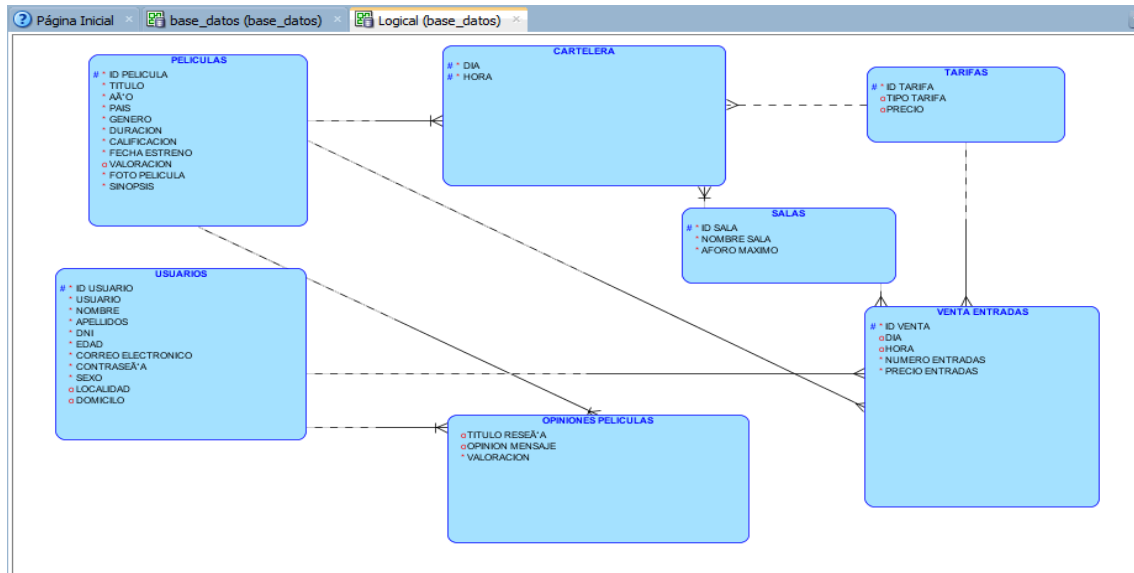 Página Inicial
base_datos (base_datos)
Logical (base_datos)
PELICULAS
# * ID PELICULA
* TITULO
* AÃ'O
* PAIS
* GENERO
* DURACION
* CALIFICACION
* FECHA ESTRENO
o VALORACION
* FOTO PELICULA
* SINOPSIS
CARTELERA
# * DIA
# * HORA
TARIFAS
# * ID TARIFA
o TIPO TARIFA
o PRECIO
SALAS
# * ID SALA
* NOMBRE SALA
* AFORO MAXIMO
USUARIOS
# * ID USUARIO
* USUARIO
* NOMBRE
* APELLIDOS
* DNI
* EDAD
* CORREO ELECTRONICO
* CONTRASEÃ'A
* SEXO
o LOCALIDAD
o DOMICILO
VENTA ENTRADAS
# * ID VENTA
o DIA
o HORA
* NUMERO ENTRADAS
* PRECIO ENTRADAS
OPINIONES PELICULAS
o TITULO RESEÃ'A
o OPINION MENSAJE
* VALORACION